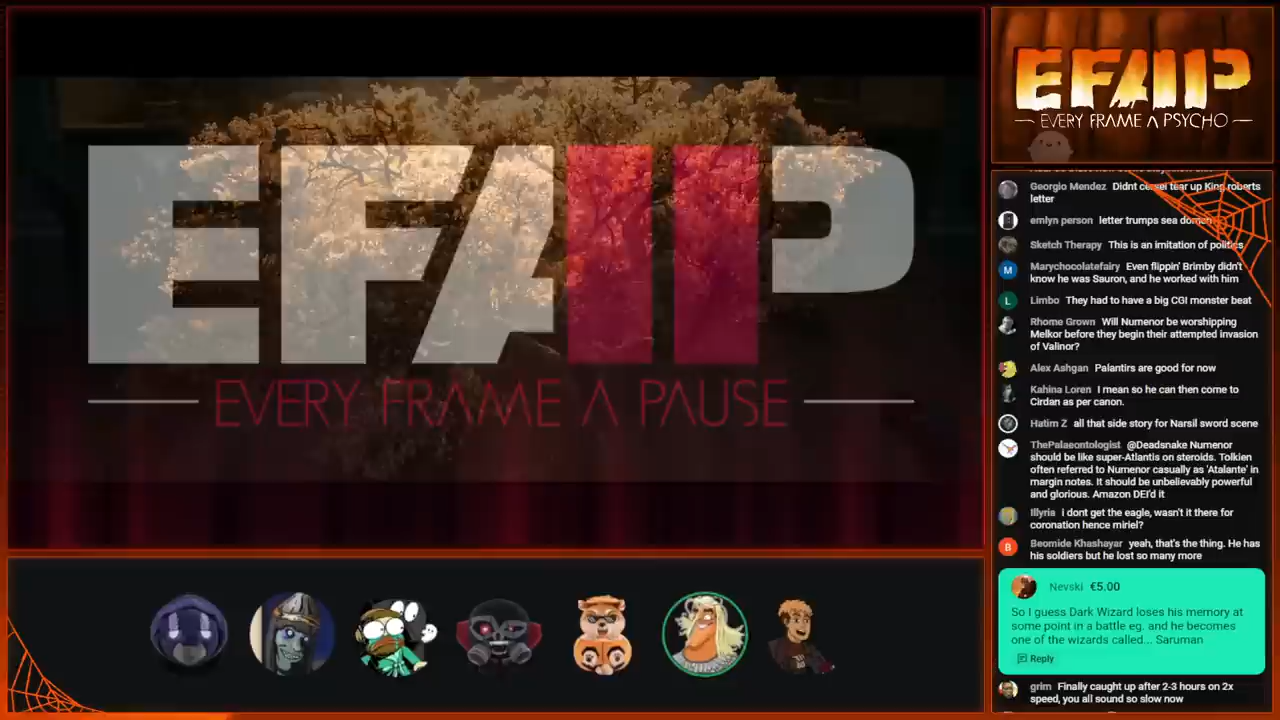 EFAIIP
EVERY FRAME A PAUSE
EFAIIP
EVERY FRAME A PSYCHO
Georgio Mendez Didnt cersei tear up King roberts
letter
emlyn person letter trumps sea
Sketch Therapy This is an imitation of politics
Marychocolatefairy Even flippin' Brimby didn't
know he was Sauron, and he worked with him
Limbo They had to have a big CGI monster beat
Rhome Grown Will Numenor be worshipping
Melkor before they begin their attempted invasion
of Valinor?
Alex Ashgan Palantirs are good for now
Kahina Loren I mean so he can then come to
Cirdan as per canon.
Hatim Z all that side story for Narsil sword scene
ThePalaeontologist @Deadsnake Numenor
should be like super-Atlantis on steroids. Tolkien
often referred to Numenor casually as 'Atalante' in
margin notes. It should be unbelievably powerful
and glorious. Amazon DEI'd it
Illyria i dont get the eagle, wasn't it there for
coronation hence miriel?
Beomide Khashayar yeah, that's the thing. He has
his soldiers but he lost so many more
Nevski €5.00
So I guess Dark Wizard loses his memory at
some point in a battle eg. and he becomes
one of the wizards called... Saruman
Reply
grim Finally caught up after 2-3 hours on 2x
speed, you all sound so slow now